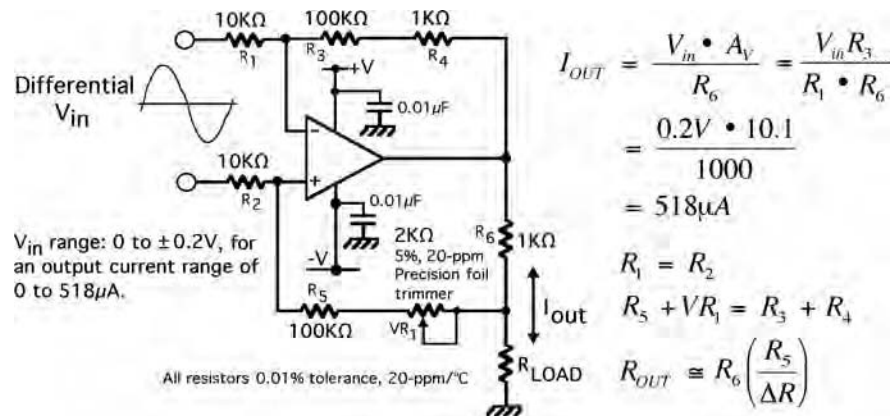 10KΩ
100KΩ
1KΩ
R1
R3
R4
+V
Differential
Vin
0.01µF
−
10KΩ
+
R2
0.01µF
2KΩ
5%, 20-ppm
Precision foil
trimmer
R6
1KΩ
-V
Vin range: 0 to ±0.2V, for
an output current range of
0 to 518µA.
R5
100KΩ
VR1
Iout
RLOAD
All resistors 0.01% tolerance, 20-ppm/°C
IOUT = Vin • AV / R6 = Vin R3 / R1 • R6
= 0.2V • 10.1 / 1000
= 518µA
R1 = R2
R5 + VR1 = R3 + R4
ROUT ≅ R6 (R5 / ΔR)